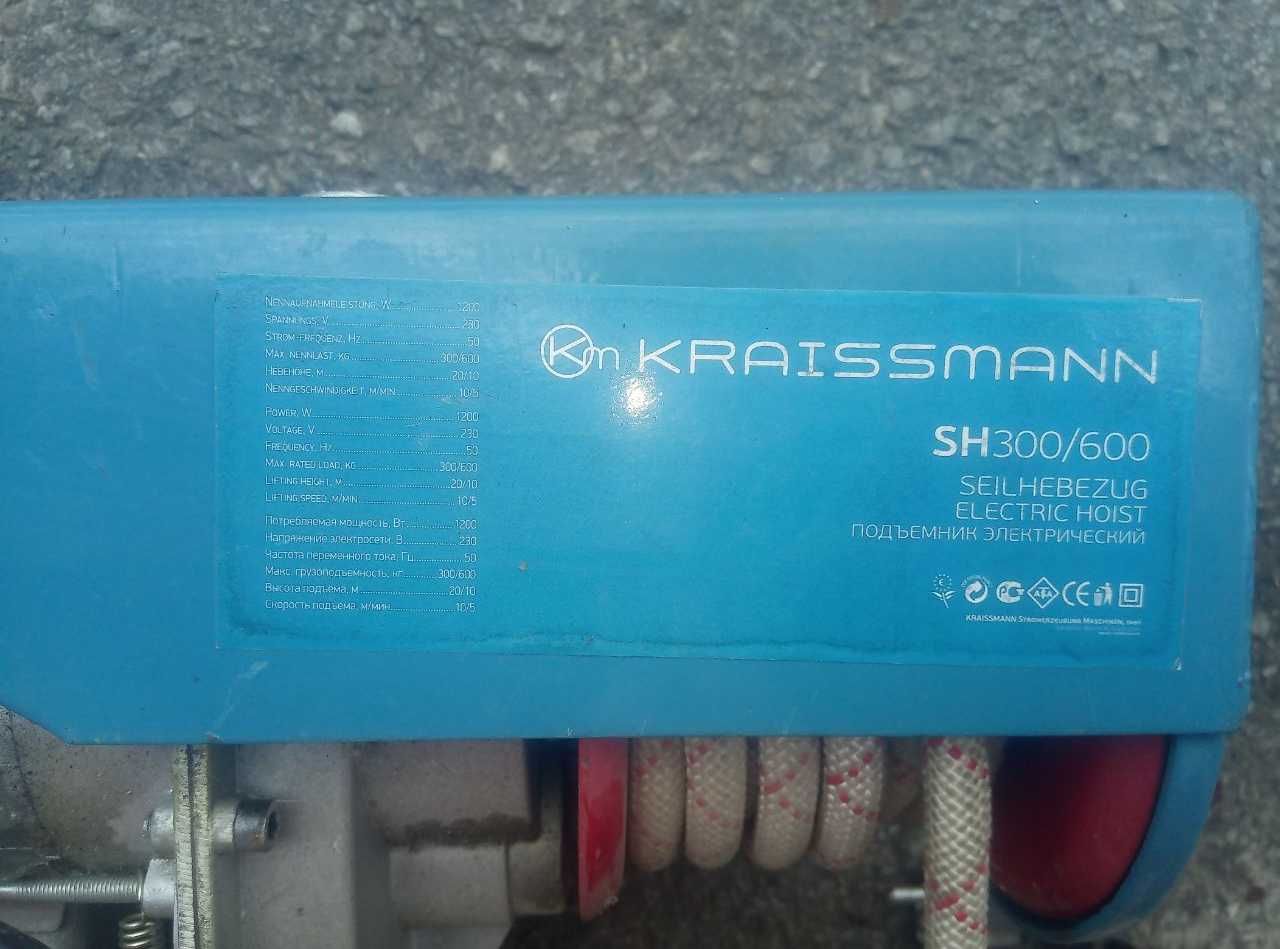 Nennaufnahmeleistung, W 1200
Spannungs, V 230
Strom-frequenz, Hz 50
Max. nennlast, kg 300/600
Hebehöhe, m 20/10
Nenngeschwindigkeit, m/min 10/5
Power, W 1200
Voltage, V 230
Frequency, Hz 50
Max. rated load, kg 300/600
Lifting height, m 20/10
Lifting speed, m/min 10/5
Потребляемая мощность, Вт 1200
Напряжение электросети, В 230
Частота переменного тока, Гц 50
Макс. грузоподъемность, кг 300/600
Высота подъема, м 20/10
Скорость подъема, м/мин 10/5
Km KRAISSMANN
SH300/600
SEILHEBEZUG
ELECTRIC HOIST
ПОДЪЕМНИК ЭЛЕКТРИЧЕСКИЙ
CE
KRAISSMANN Stromerzeugung Maschinen, GmbH